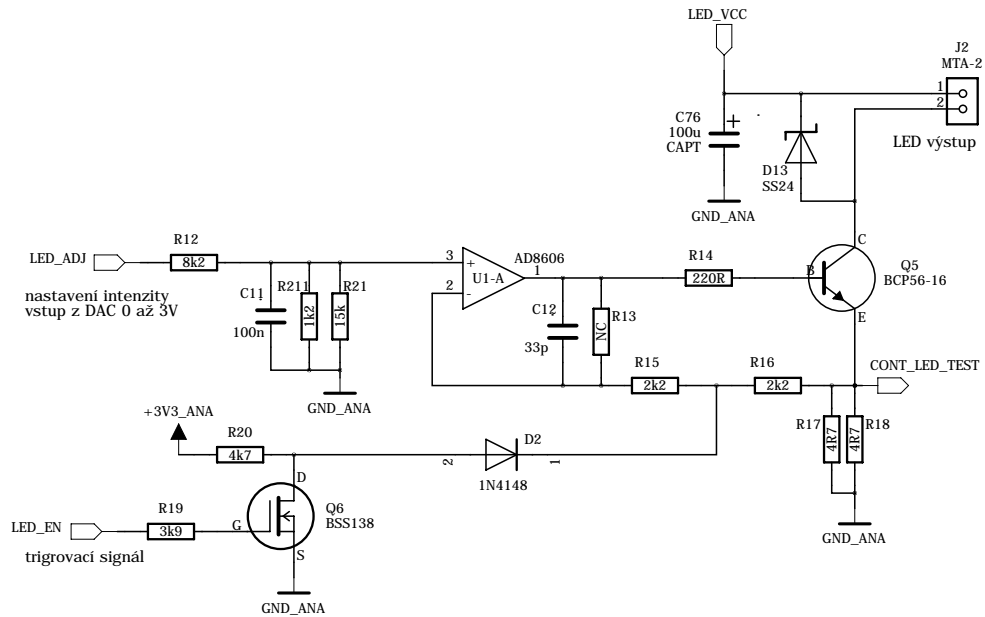 LED_VCC
J2
MTA-2
1
2
LED výstup
C76
100u
CAPT
+
D13
SS24
GND_ANA
LED_ADJ
R12
8k2
nastavení intenzity
vstup z DAC 0 až 3V
C11
100n
R211
1k2
R21
15k
GND_ANA
3
2
+
-
U1-A
AD8606
1
C12
33p
R13
NC
R14
220R
B
C
E
Q5
BCP56-16
R15
2k2
R16
2k2
CONT_LED_TEST
R17
4R7
R18
4R7
GND_ANA
+3V3_ANA
R20
4k7
2
D2
1
1N4148
LED_EN
R19
3k9
trigrovací signál
G
D
S
Q6
BSS138
GND_ANA